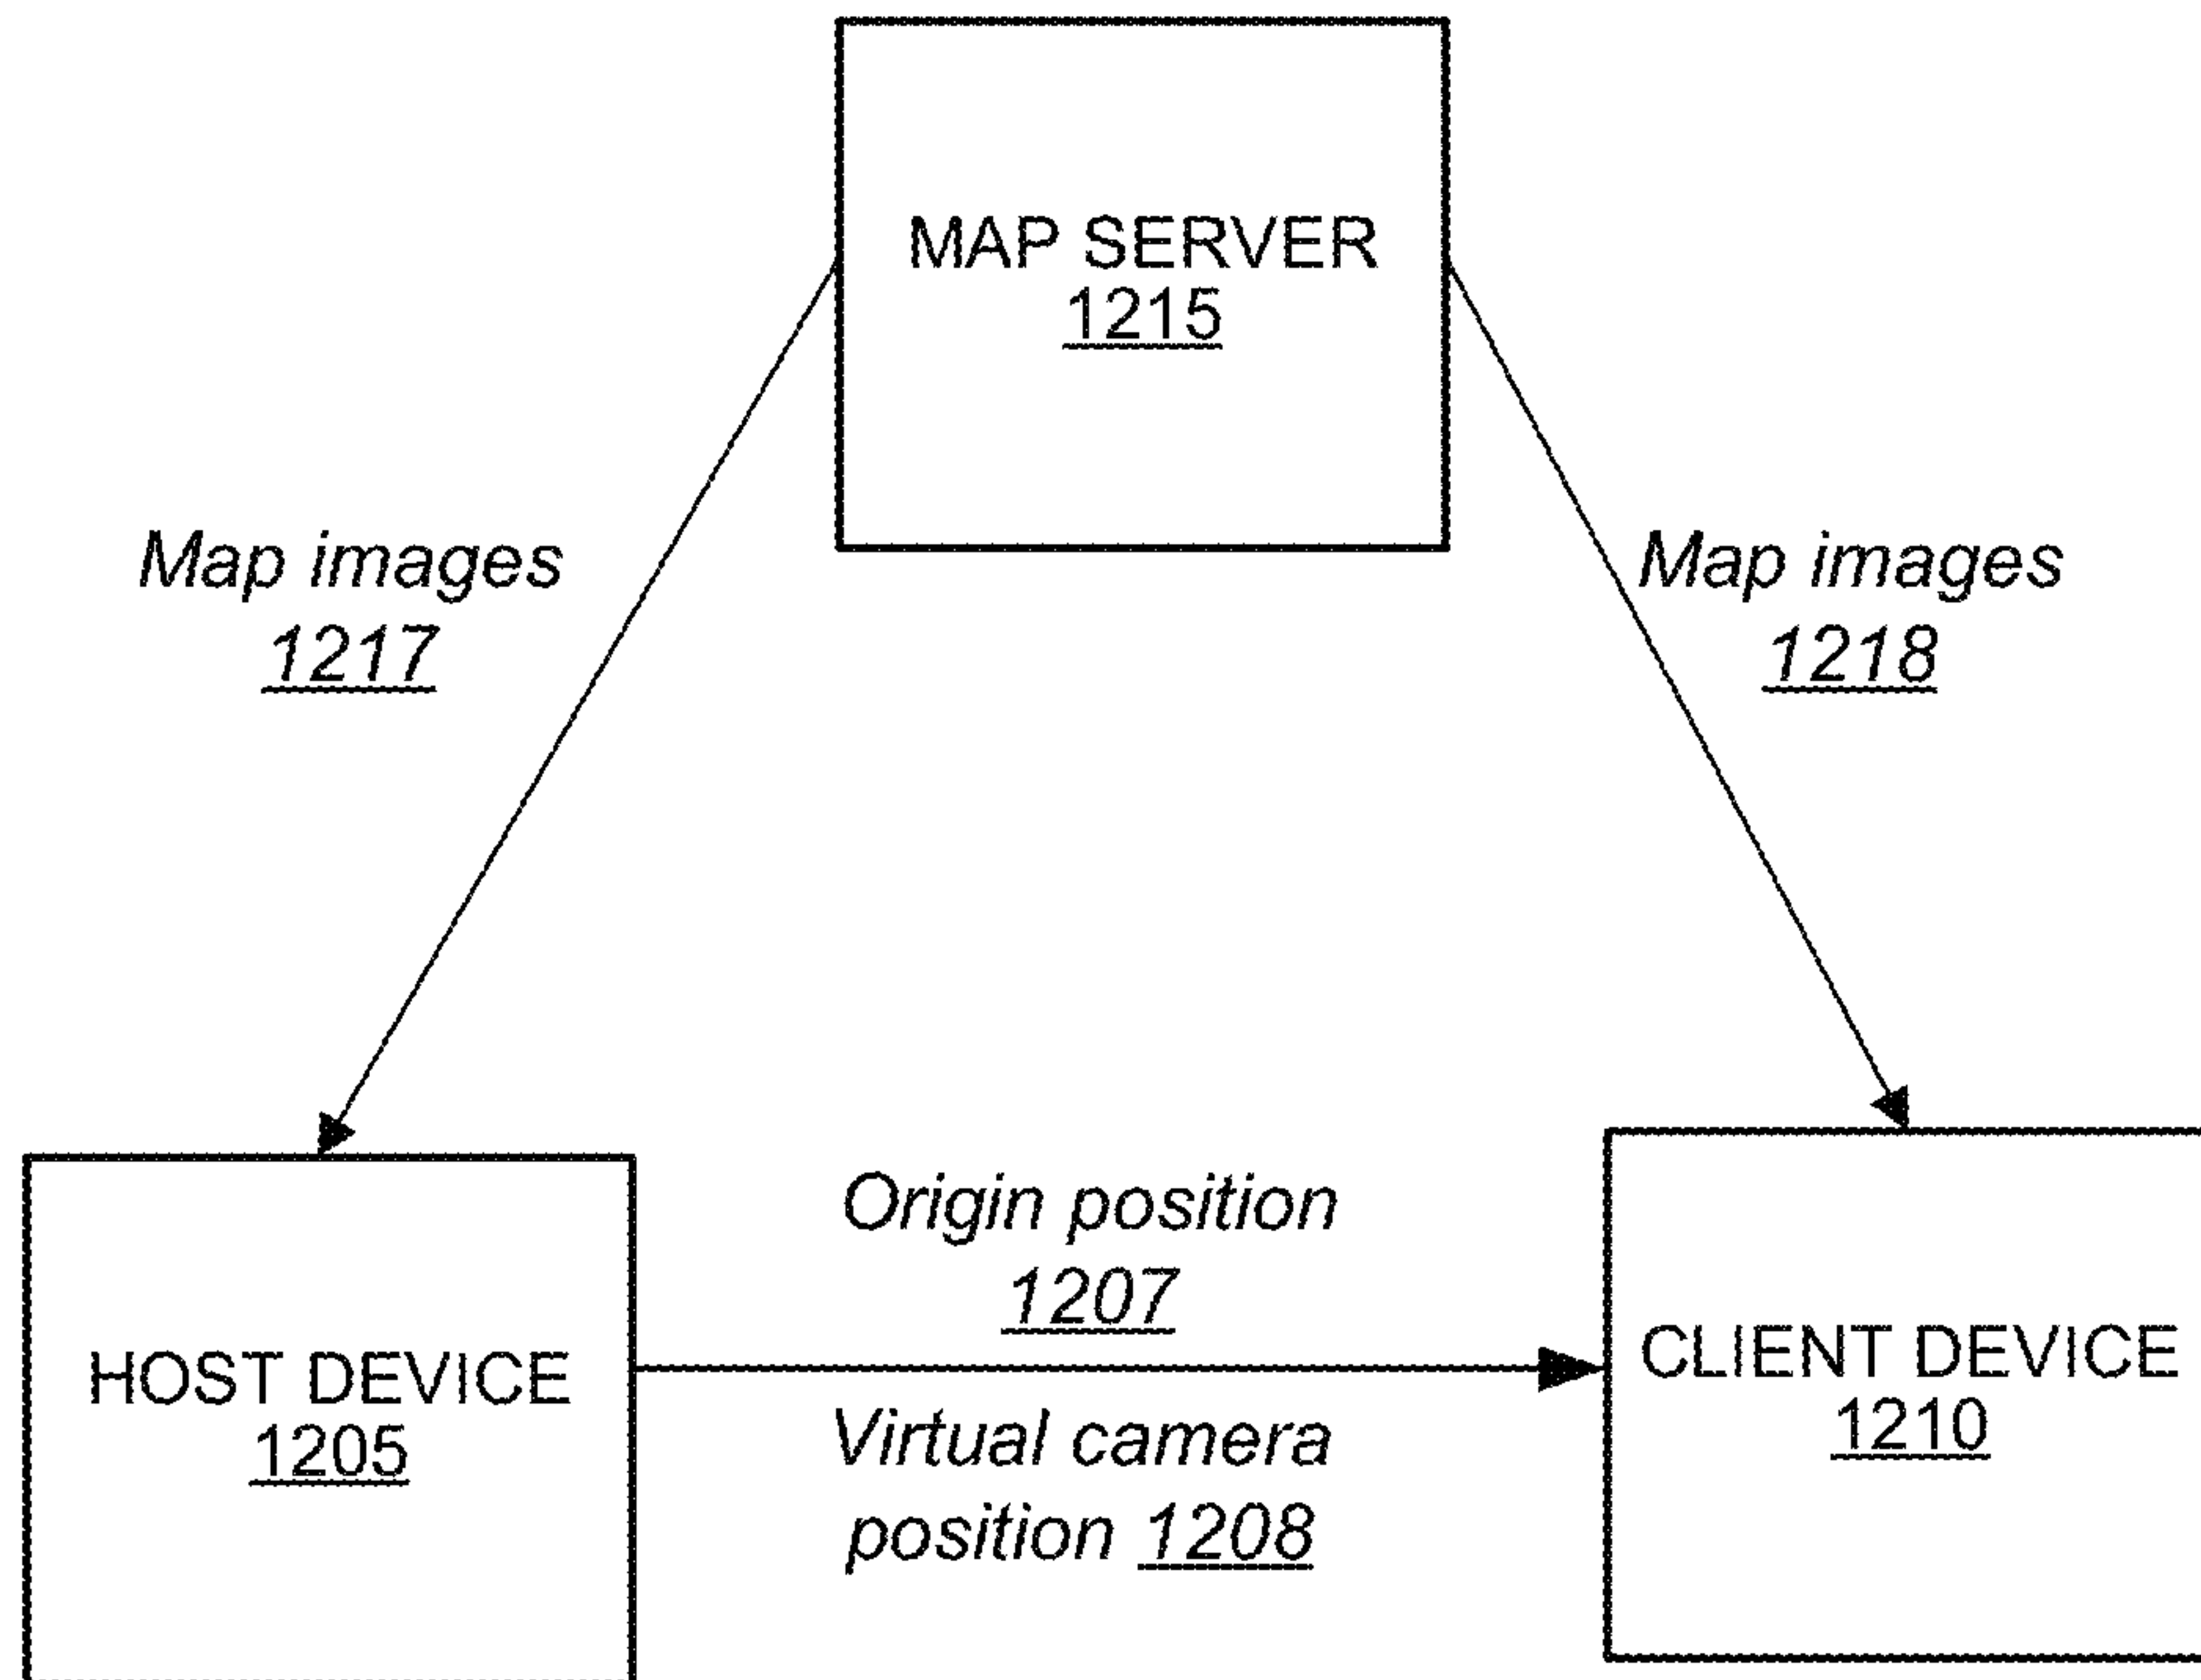 MAP SERVER
1215
Map images
1217
Map images
1218
Origin position
1207
HOST DEVICE
1205
CLIENT DEVICE
1210
Virtual camera
position 1208